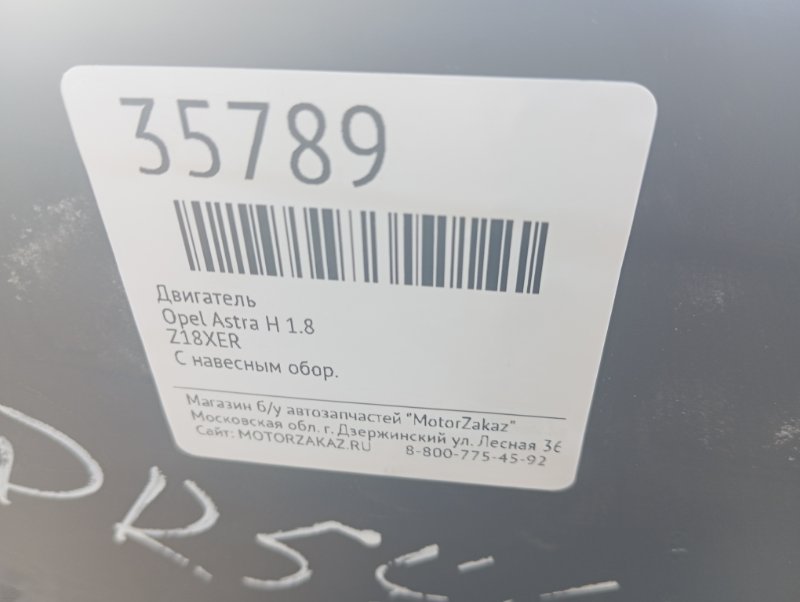 35789
Двигатель
Opel Astra H 1.8
Z18XER
С навесным обор.
Магазин б/у автозапчастей "MotorZakaz"
Московская обл. г. Дзержинский ул. Лесная 36
Сайт: MOTORZAKAZ.RU 8-800-775-45-92